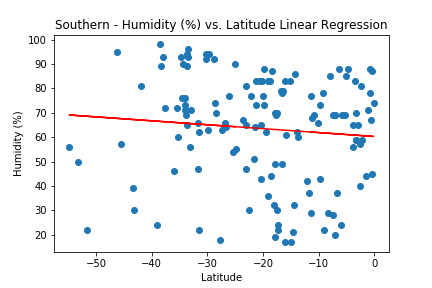 Southern - Humidity (%) vs. Latitude Linear Regression
100
90
80
70
60
50
40
30
20
Humidity (%)
−50 −40 −30 −20 −10 0
Latitude